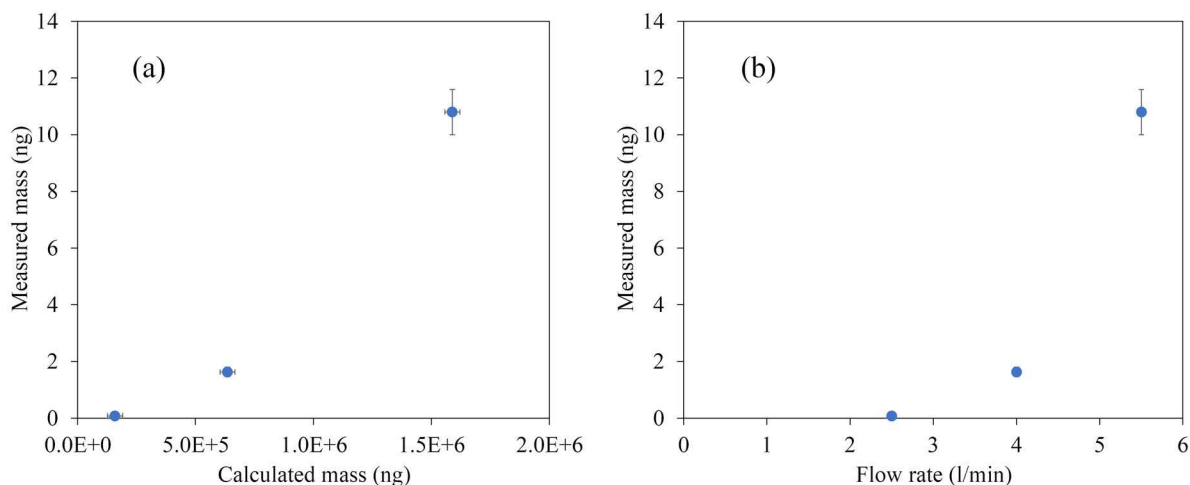 14
12
10
8
6
4
2
0
Measured mass (ng)
(a)
0.0E+0
5.0E+5
1.0E+6
1.5E+6
2.0E+6
Calculated mass (ng)
14
12
10
8
6
4
2
0
Measured mass (ng)
(b)
0
1
2
3
4
5
6
Flow rate (l/min)